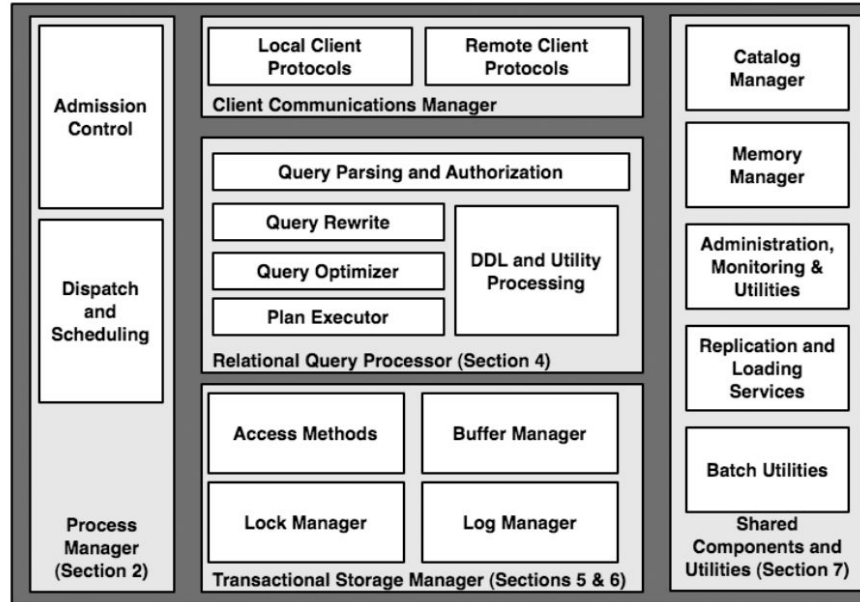 Admission
Control
Dispatch
and
Scheduling
Process
Manager
(Section 2)
Local Client
Protocols
Remote Client
Protocols
Client Communications Manager
Query Parsing and Authorization
Query Rewrite
Query Optimizer
Plan Executor
DDL and Utility
Processing
Relational Query Processor (Section 4)
Access Methods
Buffer Manager
Lock Manager
Log Manager
Transactional Storage Manager (Sections 5 & 6)
Catalog
Manager
Memory
Manager
Administration,
Monitoring &
Utilities
Replication and
Loading
Services
Batch Utilities
Shared
Components and
Utilities (Section 7)